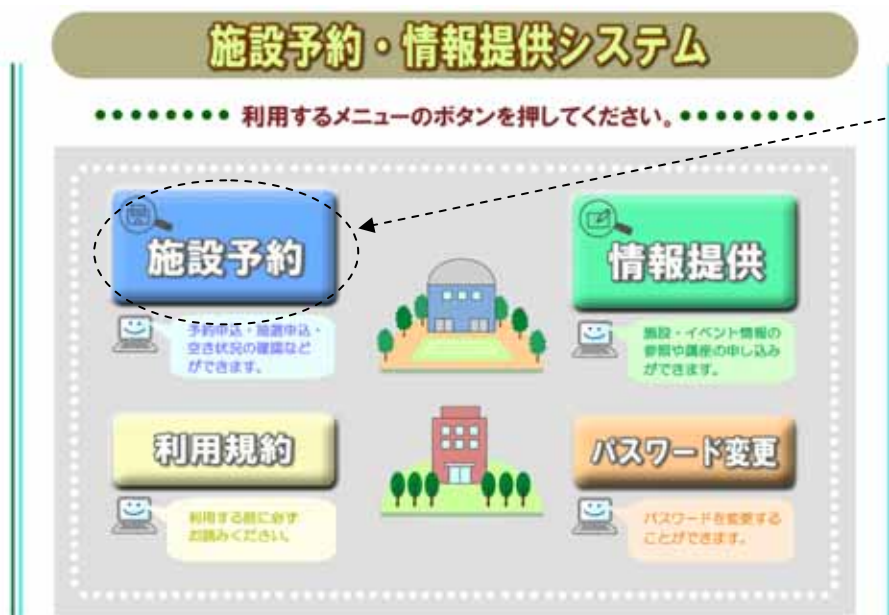 施設予約・情報提供システム
利用するメニューのボタンを押してください。
施設予約
情報提供
予約申込・抽選申込・
空き状況の確認など
ができます。
施設・イベント情報の
参照や講座の申し込み
ができます。
利用規約
パスワード変更
利用する前に必ず
お読みください。
パスワードを変更する
ことができます。